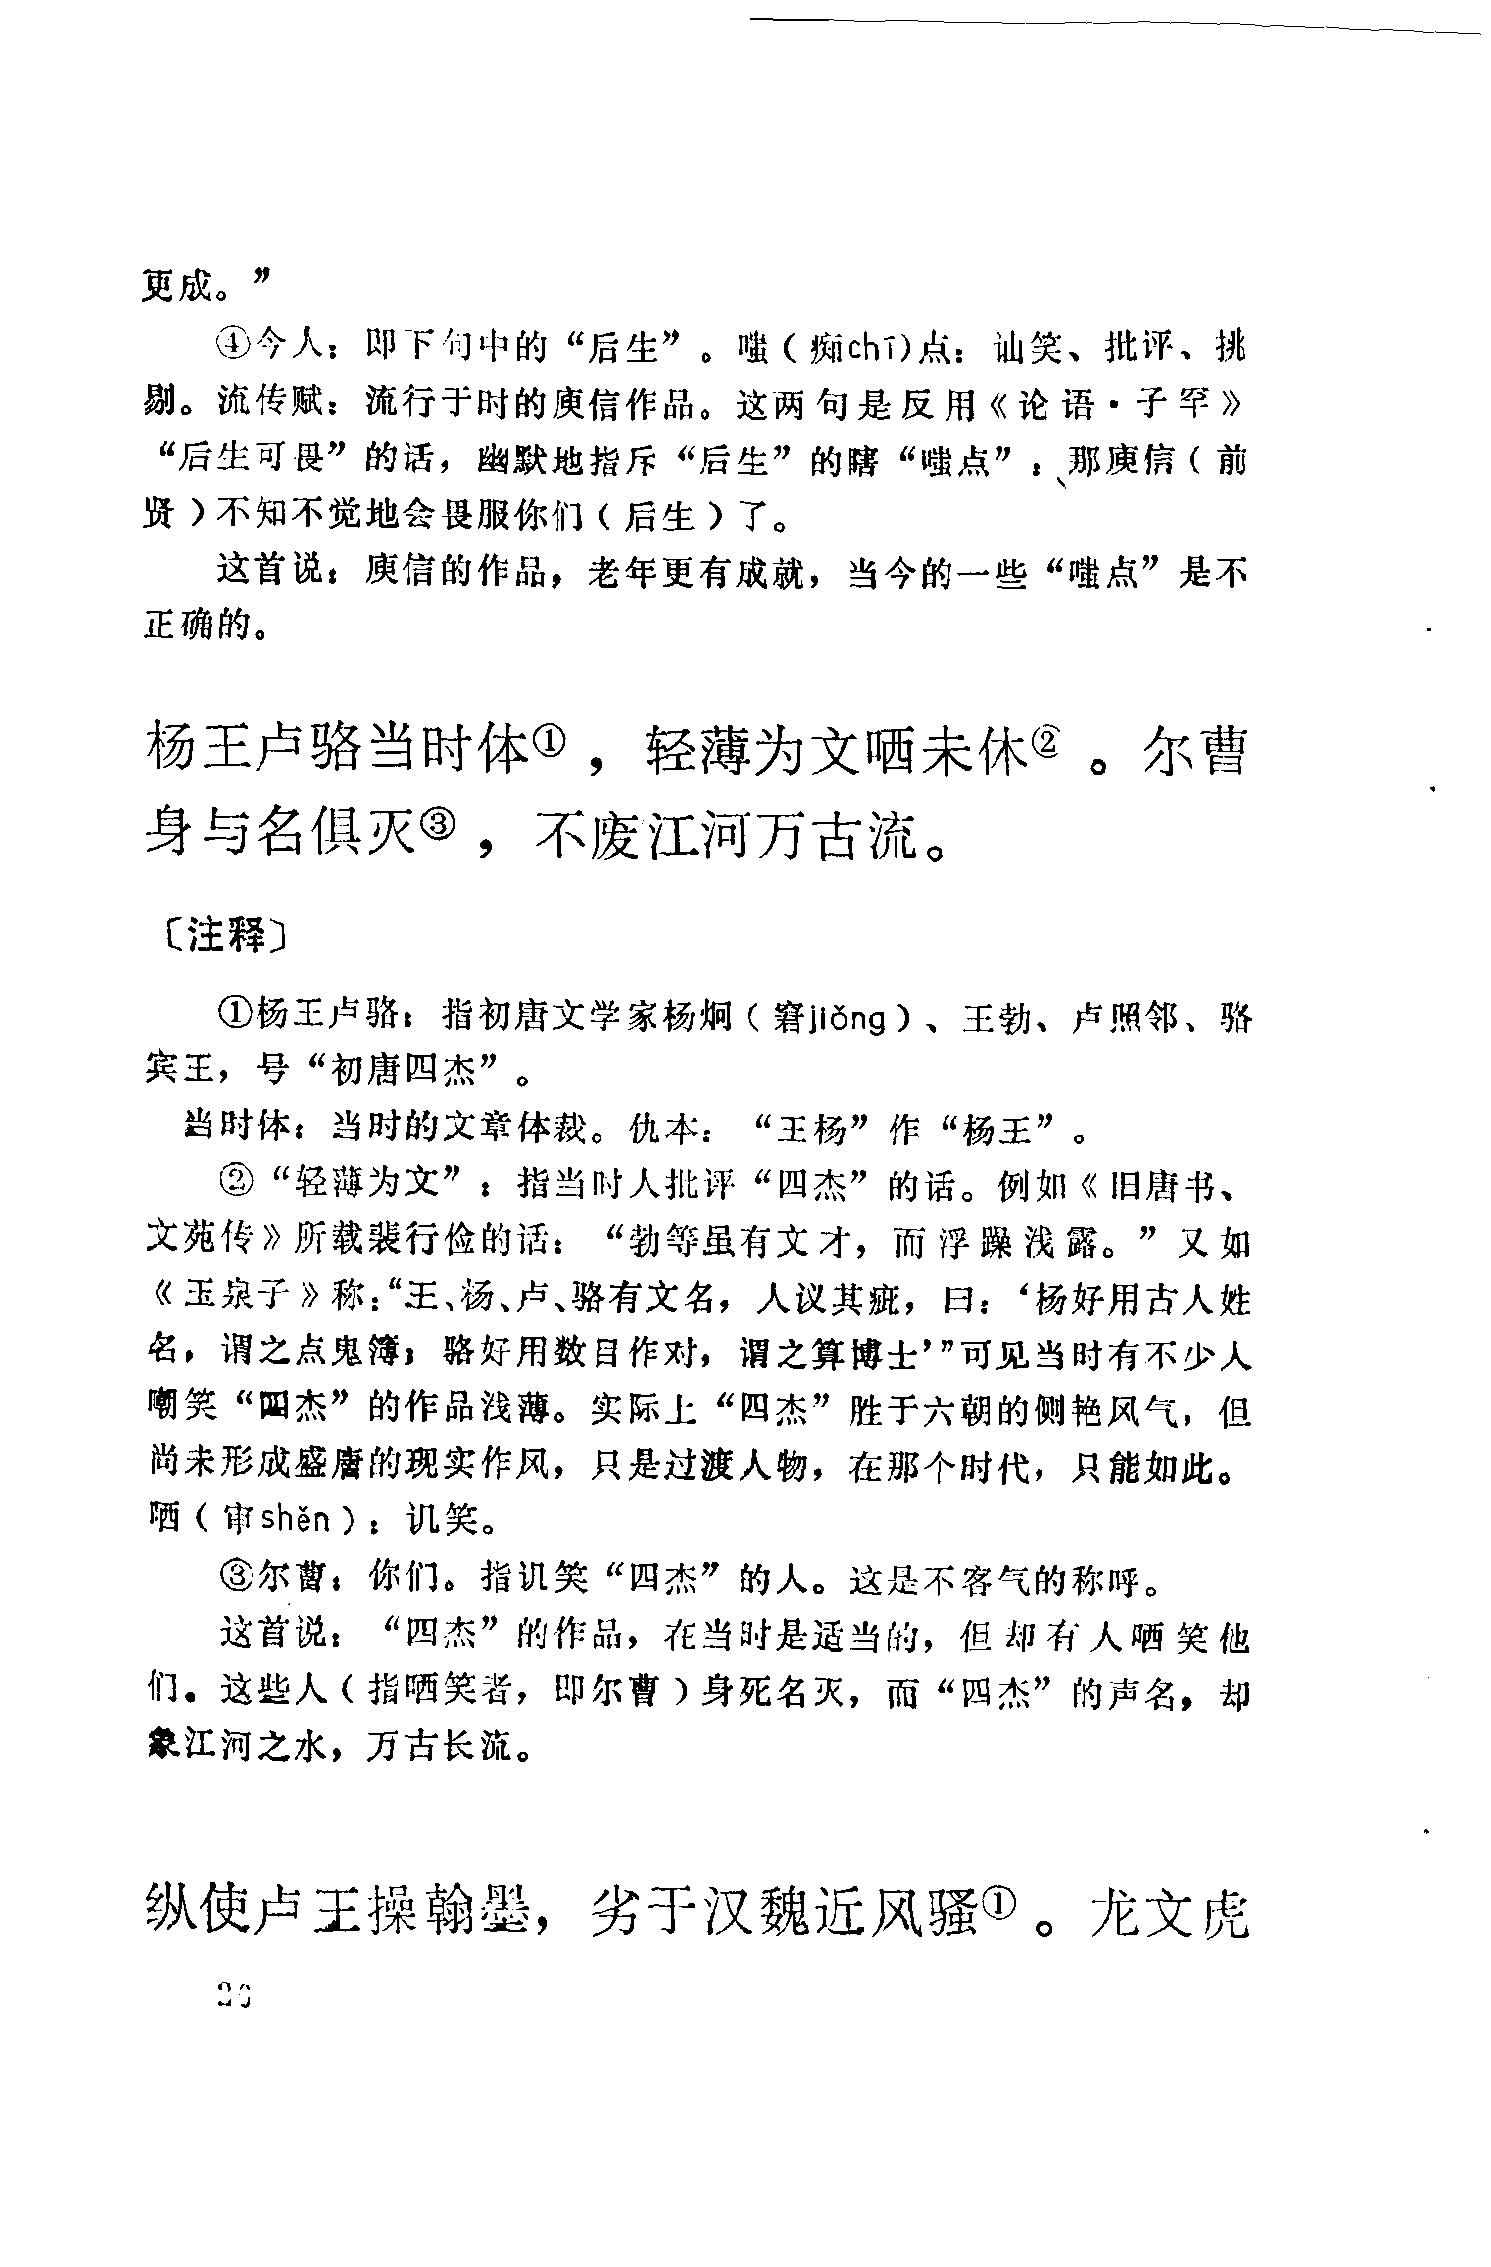 更成。”
④今人：即下句中的“后生”。嗤（痴chī）点：讪笑、批评、挑
剔。流传赋：流行于时的庾信作品。这两句是反用《论语·子罕》
“后生可畏”的话，幽默地指斥“后生”的瞎“嗤点”：那庾信（前
贤）不知不觉地会畏服你们（后生）了。
这首说：庾信的作品，老年更有成就，当今的一些“嗤点”是不
正确的。
杨王卢骆当时体①，轻薄为文哂未休②。尔曹
身与名俱灭③，不废江河万古流。
〔注释〕
①杨王卢骆：指初唐文学家杨炯（窘jiǒng）、王勃、卢照邻、骆
宾王，号“初唐四杰”。
当时体：当时的文章体裁。仇本：“王杨”作“杨王”。
②“轻薄为文”：指当时人批评“四杰”的话。例如《旧唐书、
文苑传》所载裴行俭的话：“勃等虽有文才，而浮躁浅露。”又如
《玉泉子》称：“王、杨、卢、骆有文名，人议其疵，曰：‘杨好用古人姓
名，谓之点鬼簿；骆好用数目作对，谓之算博士’”可见当时有不少人
嘲笑“四杰”的作品浅薄。实际上“四杰”胜于六朝的侧艳风气，但
尚未形成盛唐的现实作风，只是过渡人物，在那个时代，只能如此。
哂（审shěn）：讥笑。
③尔曹：你们。指讥笑“四杰”的人。这是不客气的称呼。
这首说：“四杰”的作品，在当时是适当的，但却有人哂笑他
们。这些人（指哂笑者，即尔曹）身死名灭，而“四杰”的声名，却
象江河之水，万古长流。
纵使卢王操翰墨，劣于汉魏近风骚①。龙文虎